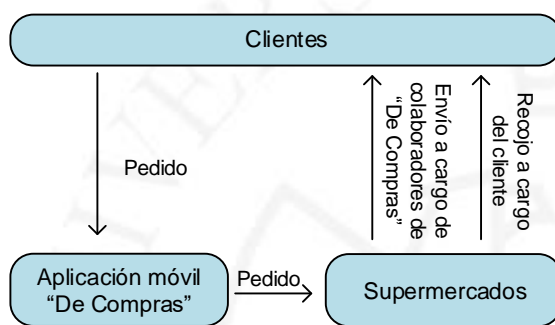 Clientes
Pedido
Envío a cargo de
colaboradores de
“De Compras”
Recojo a cargo
del cliente
Aplicación móvil
“De Compras”
Pedido
Supermercados